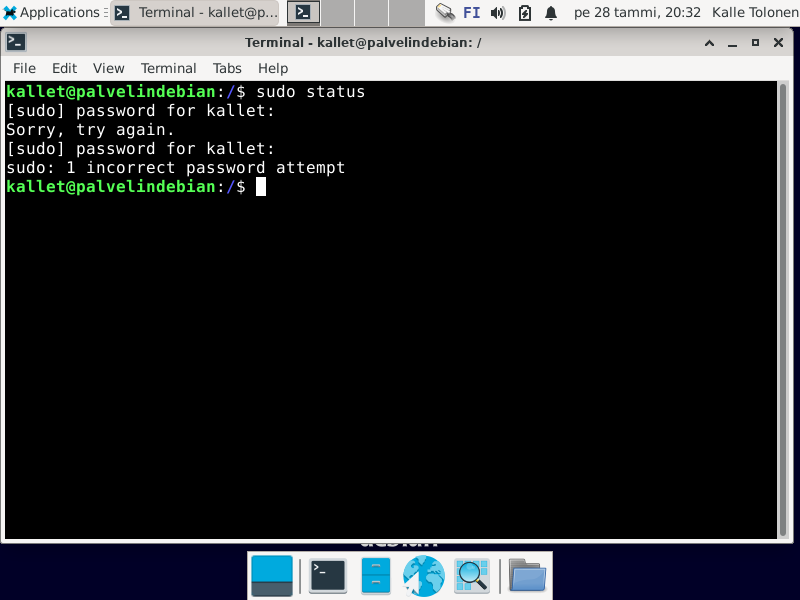 Applications Terminal - kallet@p... FI pe 28 tammi, 20:32 Kalle Tolonen
Terminal - kallet@palvelindebian: /
File Edit View Terminal Tabs Help
kallet@palvelindebian:/$ sudo status
[sudo] password for kallet:
Sorry, try again.
[sudo] password for kallet:
sudo: 1 incorrect password attempt
kallet@palvelindebian:/$